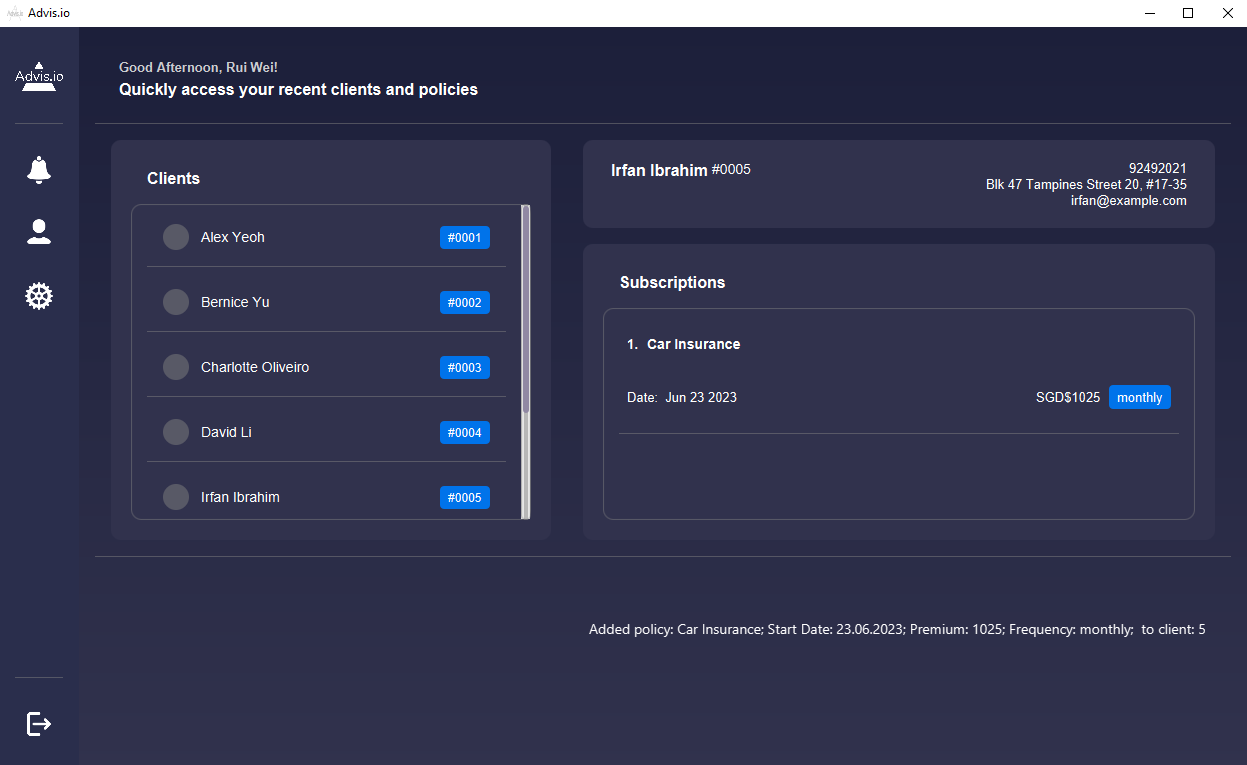 Advis.io
Advis.io
Good Afternoon, Rui Wei!
Quickly access your recent clients and policies
Clients
Alex Yeoh #0001
Bernice Yu #0002
Charlotte Oliveiro #0003
David Li #0004
Irfan Ibrahim #0005
Irfan Ibrahim #0005
92492021
Blk 47 Tampines Street 20, #17-35
irfan@example.com
Subscriptions
1. Car Insurance
Date: Jun 23 2023 SGD$1025 monthly
Added policy: Car Insurance; Start Date: 23.06.2023; Premium: 1025; Frequency: monthly; to client: 5